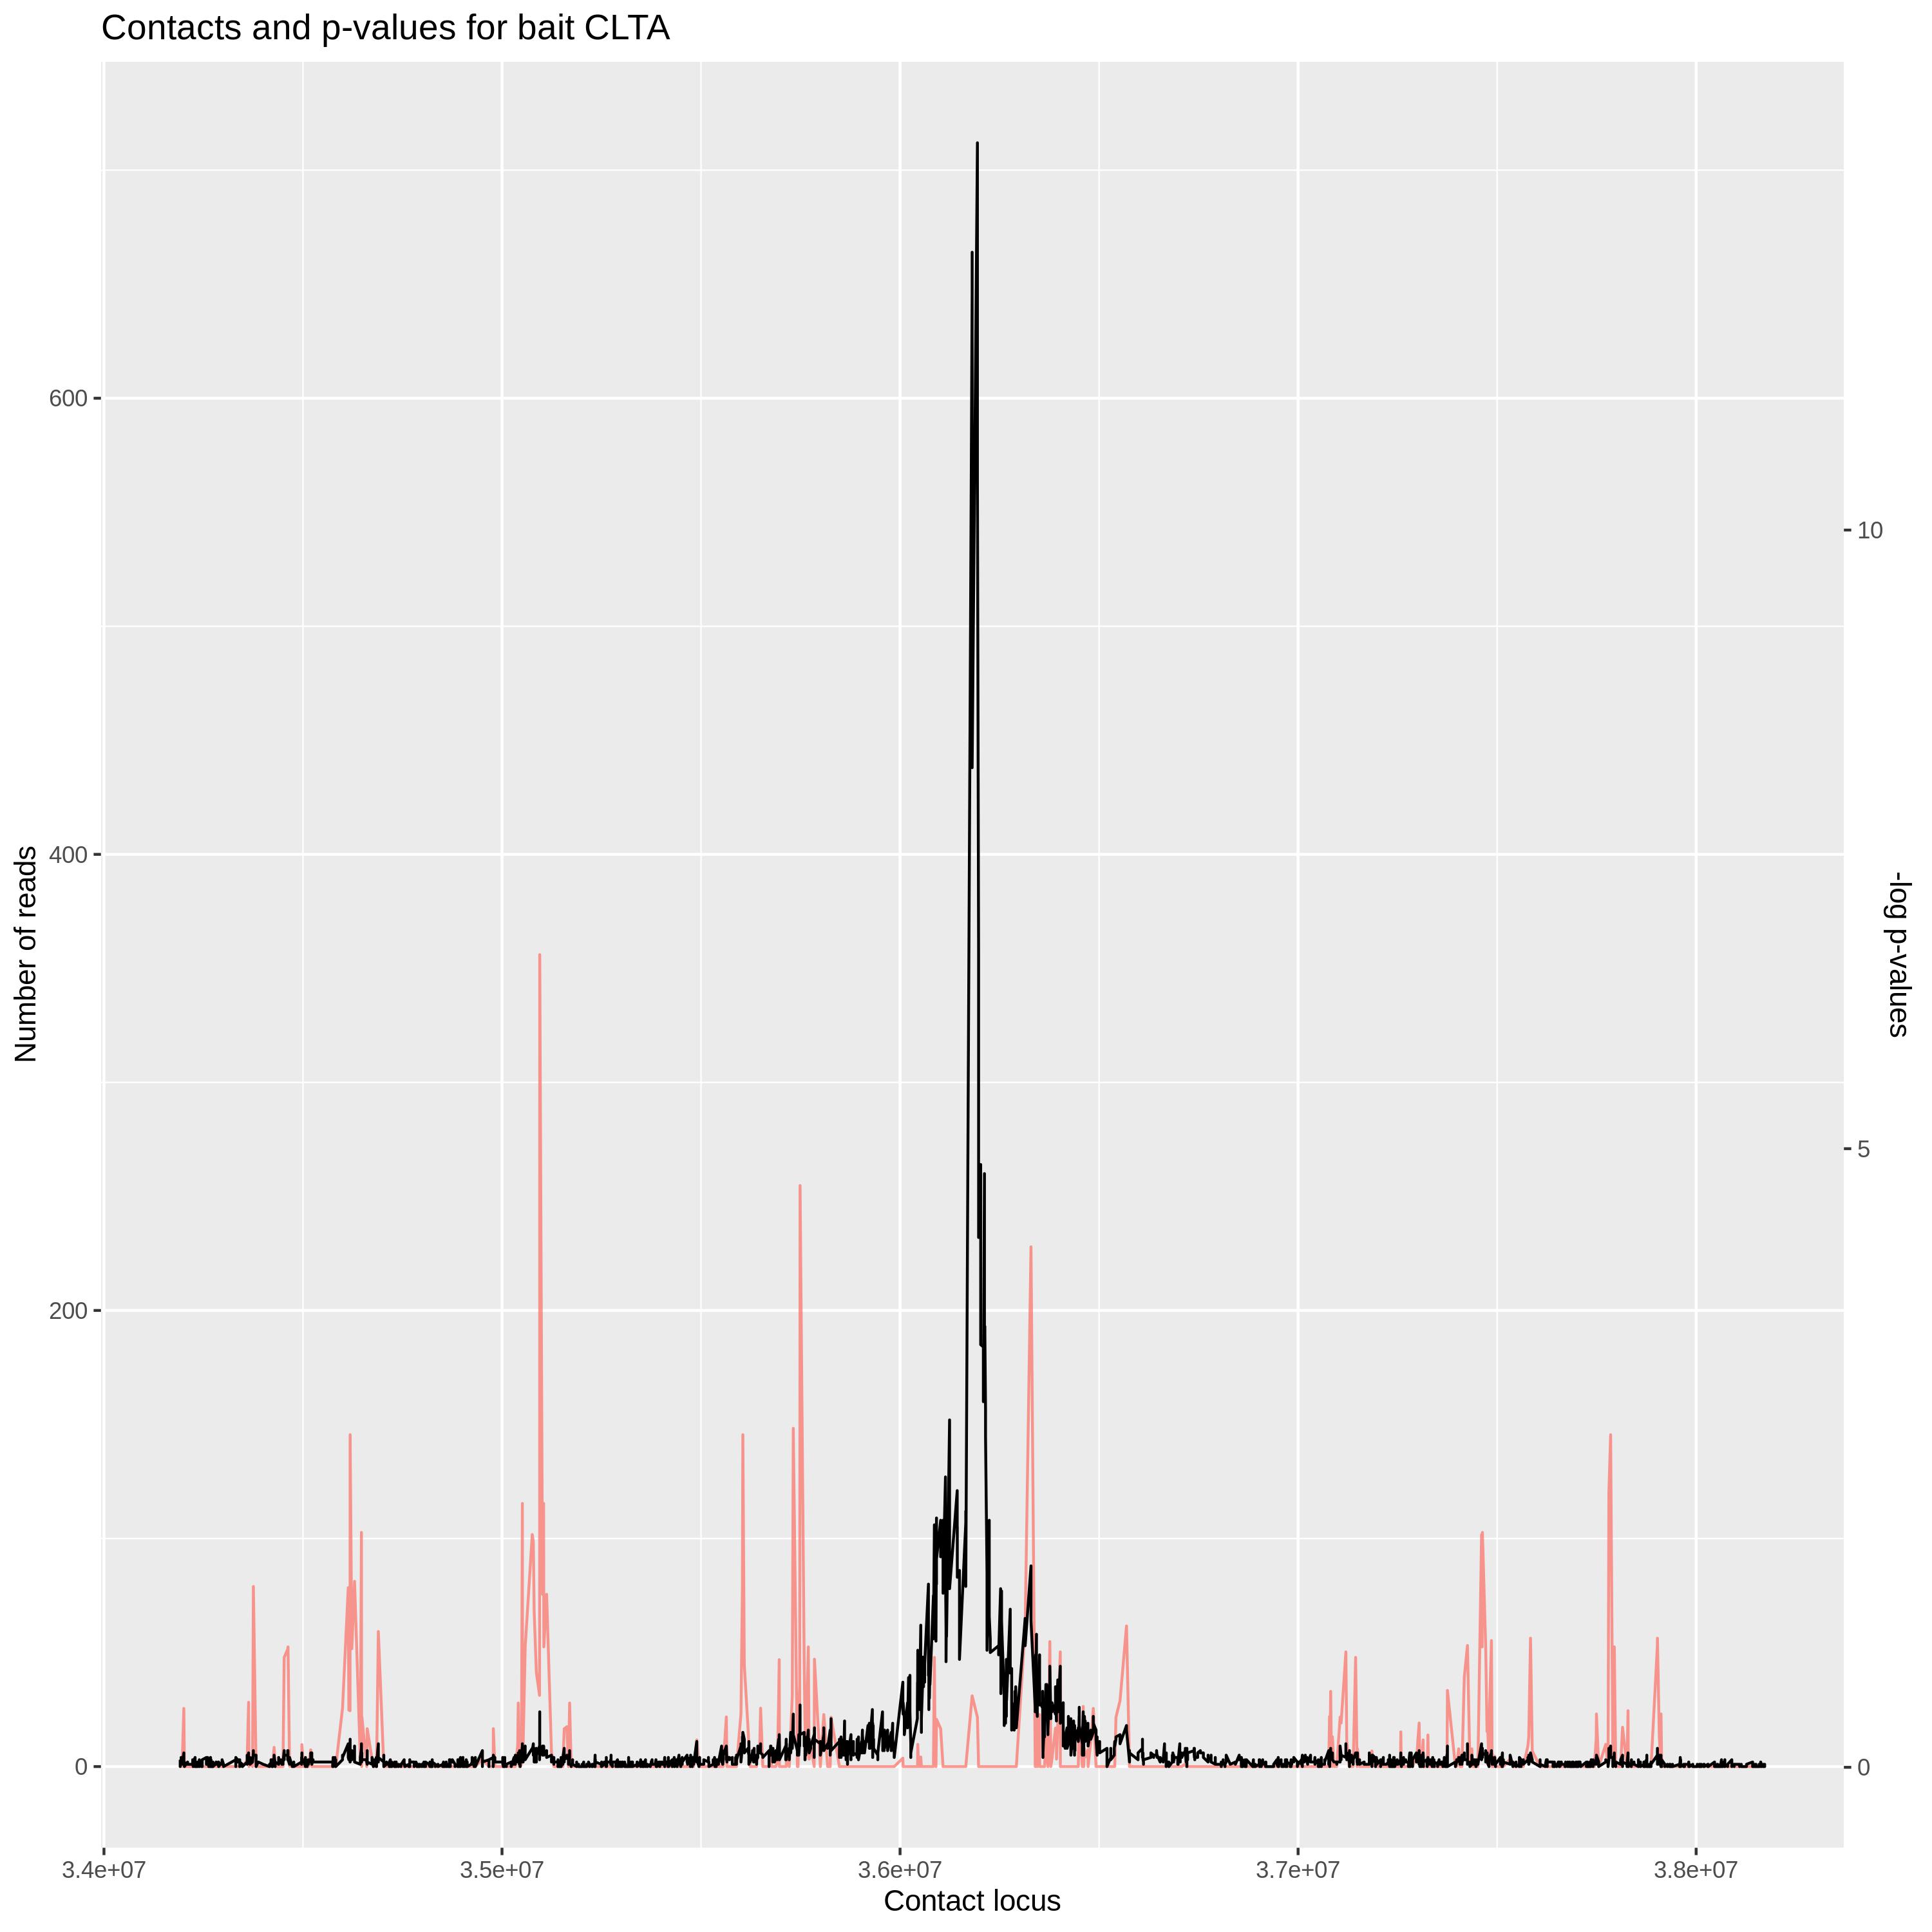 Contacts and p-values for bait CLTA
Number of reads
600
400
200
0
10
5
0
-log p-values
3.4e+07
3.5e+07
3.6e+07
3.7e+07
3.8e+07
Contact locus